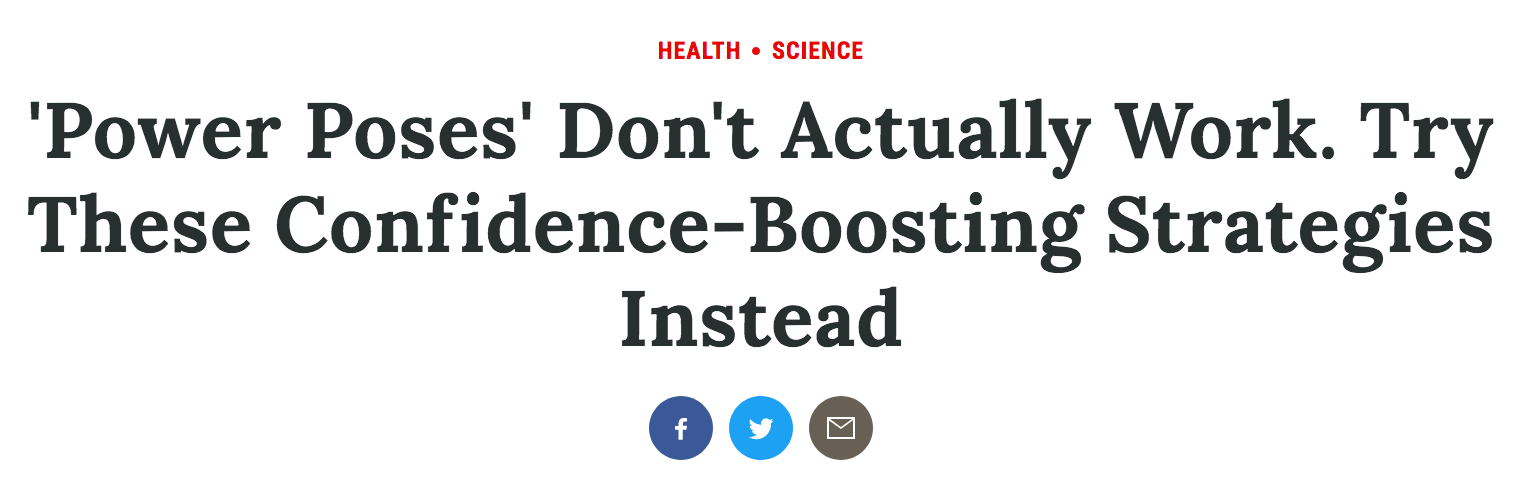 HEALTH • SCIENCE
'Power Poses' Don't Actually Work. Try
These Confidence-Boosting Strategies
Instead